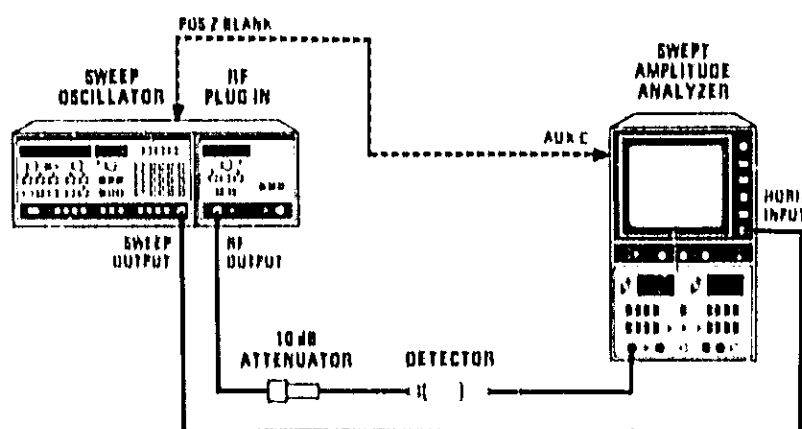 POS Z BLANK
SWEEP
OSCILLATOR
RF
PLUG IN
SWEPT
AMPLITUDE
ANALYZER
AUX C
HORI
INPUT
SWEEP
OUTPUT
RF
OUTPUT
10 dB
ATTENUATOR
DETECTOR